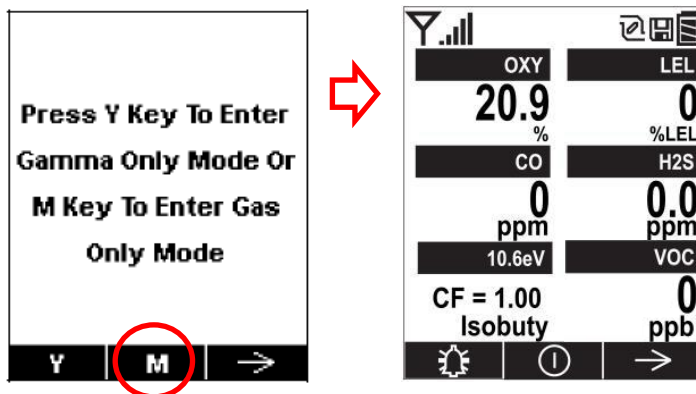 Press Y Key To Enter
Gamma Only Mode Or
M Key To Enter Gas
Only Mode
Y M
OXY LEL
20.9 0
% %LEL
CO H2S
0 0.0
ppm ppm
10.6eV VOC
CF = 1.00 0
Isobuty ppb